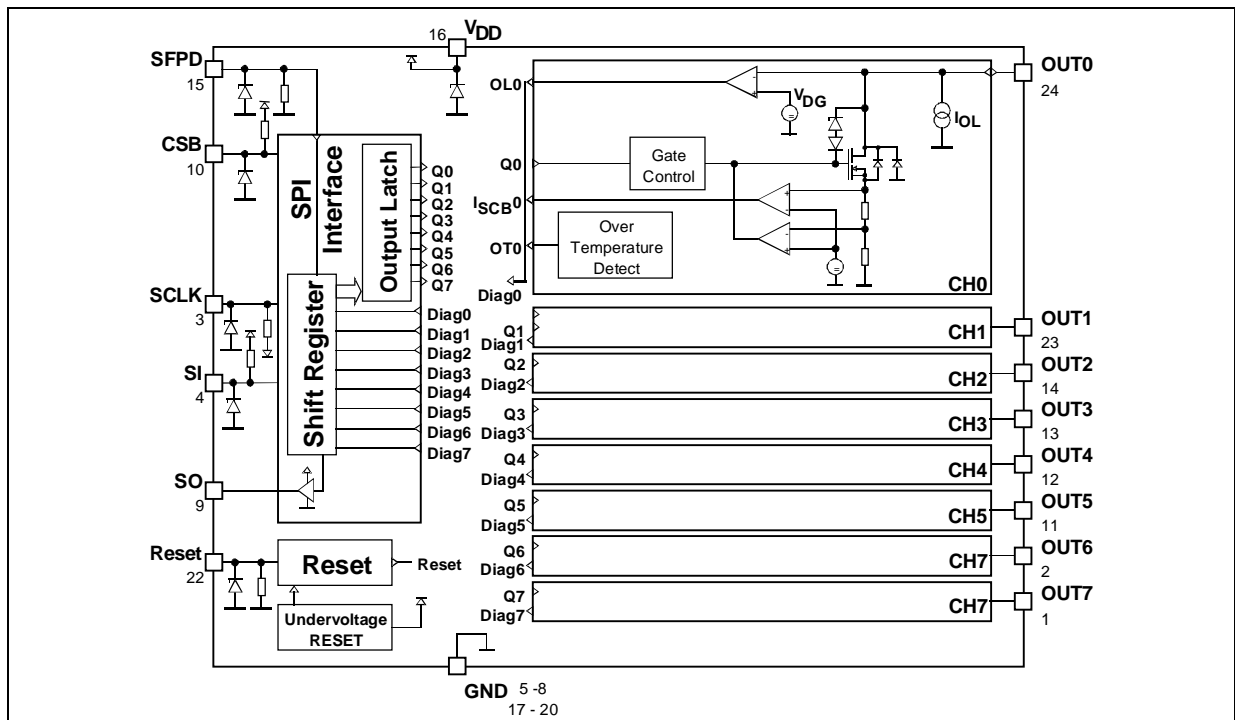 VDD
16
SFPD
15
CSB
10
SCLK
3
SI
4
SO
9
Reset
22
SPI
Interface
Output Latch
Shift Register
Q0
Q1
Q2
Q3
Q4
Q5
Q6
Q7
Diag0
Diag1
Diag2
Diag3
Diag4
Diag5
Diag6
Diag7
Reset
Reset
Undervoltage
RESET
GND 5 -8
17 - 20
OL0
VDG
IOL
Q0
Gate
Control
ISCB0
OT0
Over
Temperature
Detect
Diag0
CH0
OUT0
24
Q1
Diag1
CH1
OUT1
23
Q2
Diag2
CH2
OUT2
14
Q3
Diag3
CH3
OUT3
13
Q4
Diag4
CH4
OUT4
12
Q5
Diag5
CH5
OUT5
11
Q6
Diag6
CH7
OUT6
2
Q7
Diag7
CH7
OUT7
1